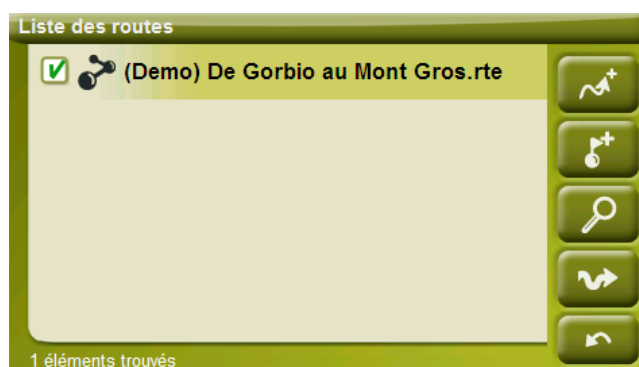 Liste des routes
(Demo) De Gorbio au Mont Gros.rte
1 éléments trouvés